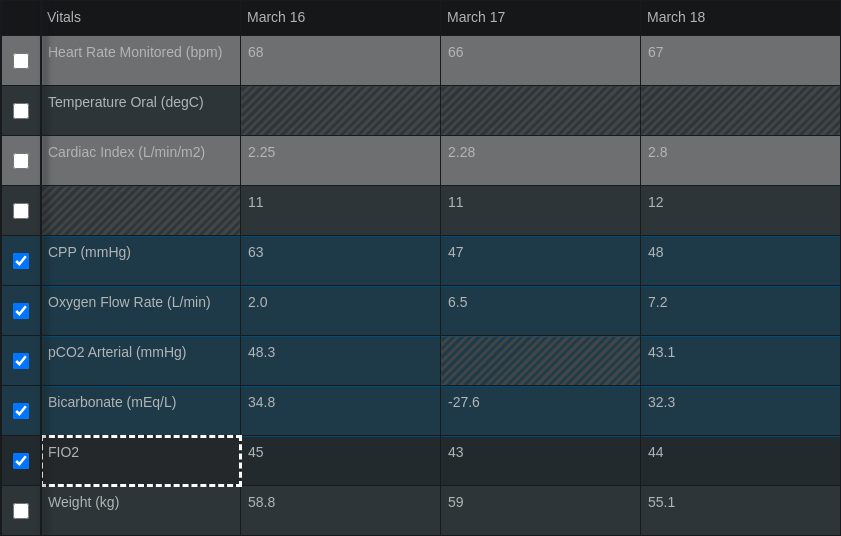 Vitals March 16 March 17 March 18
Heart Rate Monitored (bpm) 68 66 67
Temperature Oral (degC)
Cardiac Index (L/min/m2) 2.25 2.28 2.8
11 11 12
CPP (mmHg) 63 47 48
Oxygen Flow Rate (L/min) 2.0 6.5 7.2
pCO2 Arterial (mmHg) 48.3 43.1
Bicarbonate (mEq/L) 34.8 -27.6 32.3
FIO2 45 43 44
Weight (kg) 58.8 59 55.1